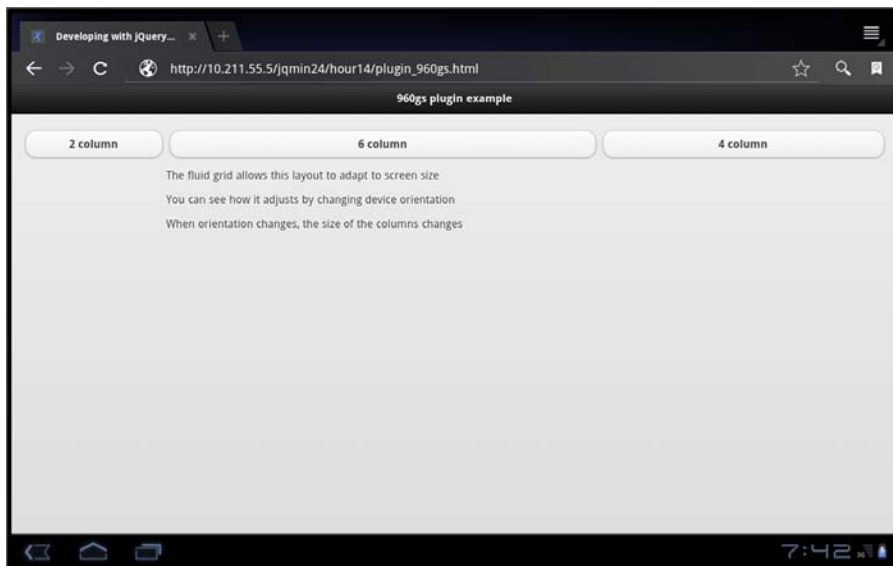 Developing with jQuery...
http://10.211.55.5/jqmin24/hour14/plugin_960gs.html
960gs plugin example
2 column
6 column
4 column
The fluid grid allows this layout to adapt to screen size
You can see how it adjusts by changing device orientation
When orientation changes, the size of the columns changes
7:42